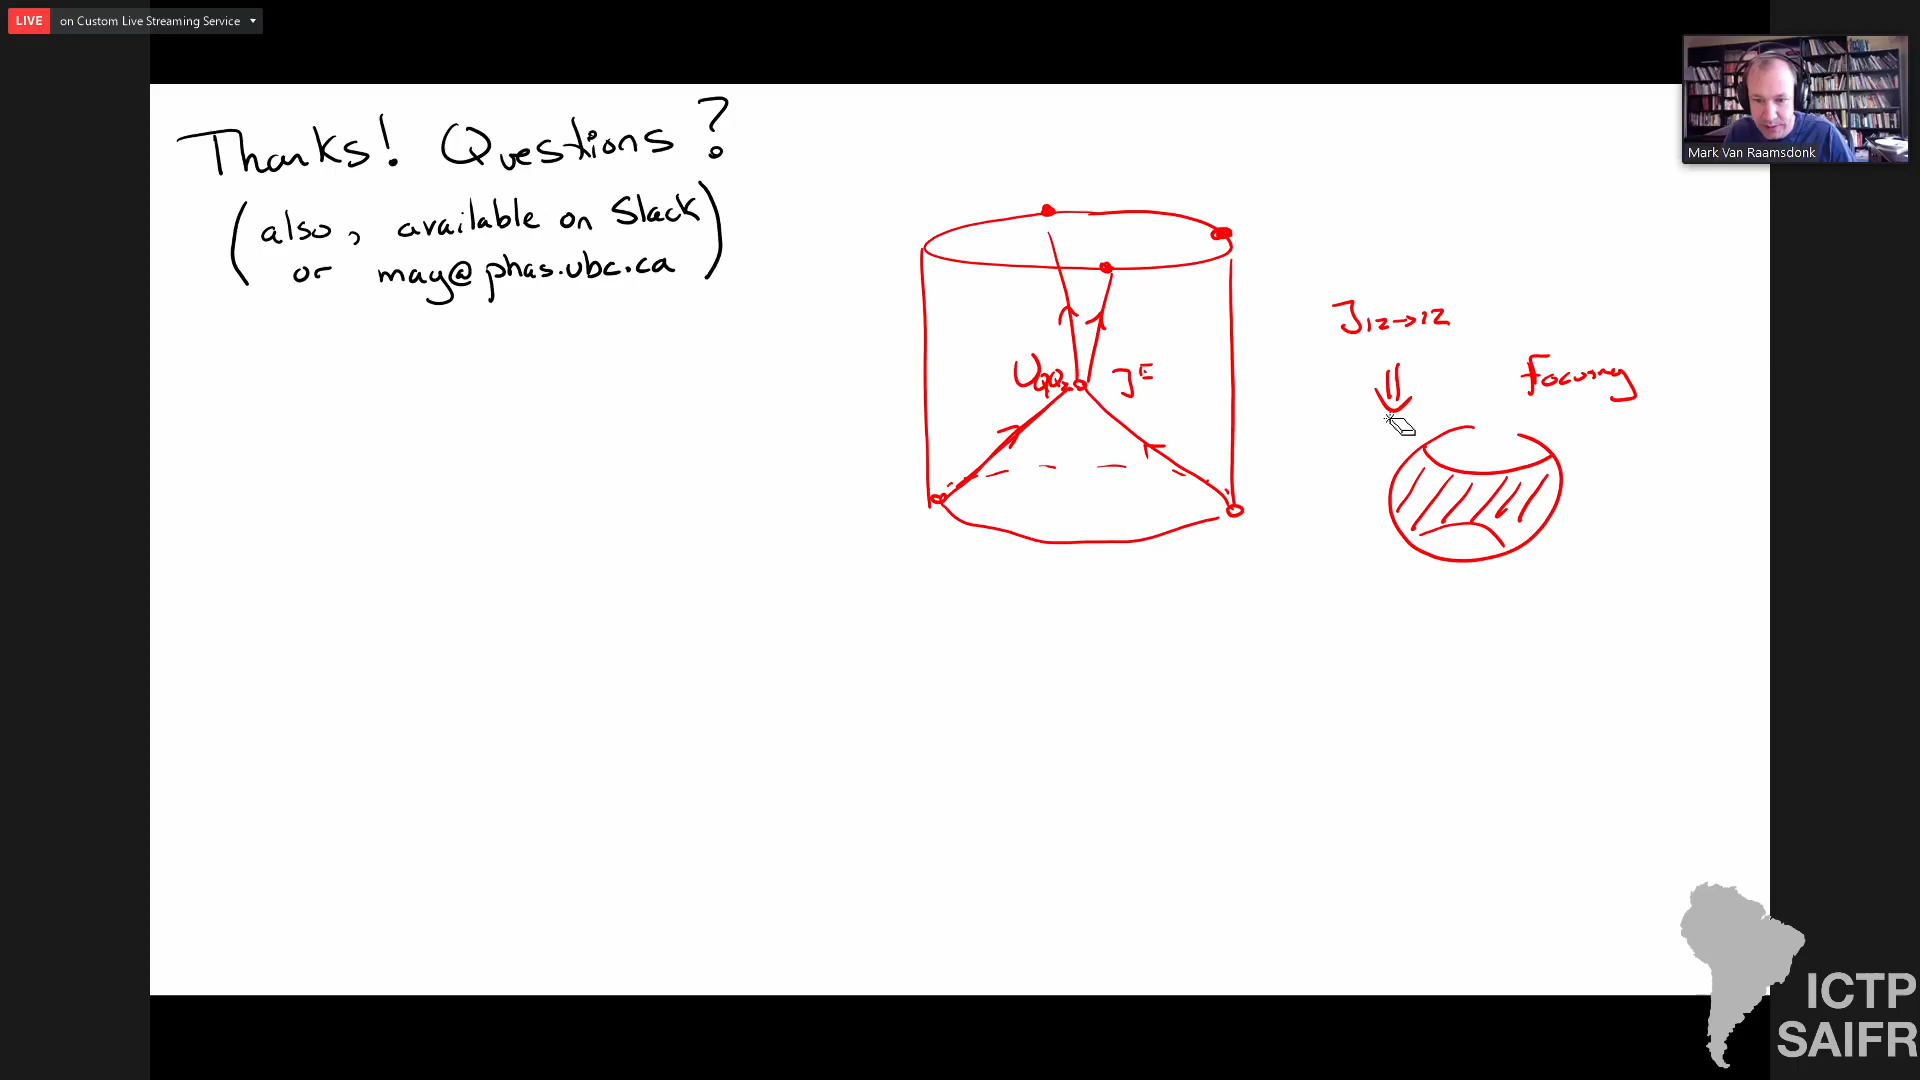 LIVE on Custom Live Streaming Service
Mark Van Raamsdonk
Thanks! Questions?
(also, available on Slack
or may@phas.ubc.ca)
J12→12
Focusing
J^E
ICTP
SAIFR